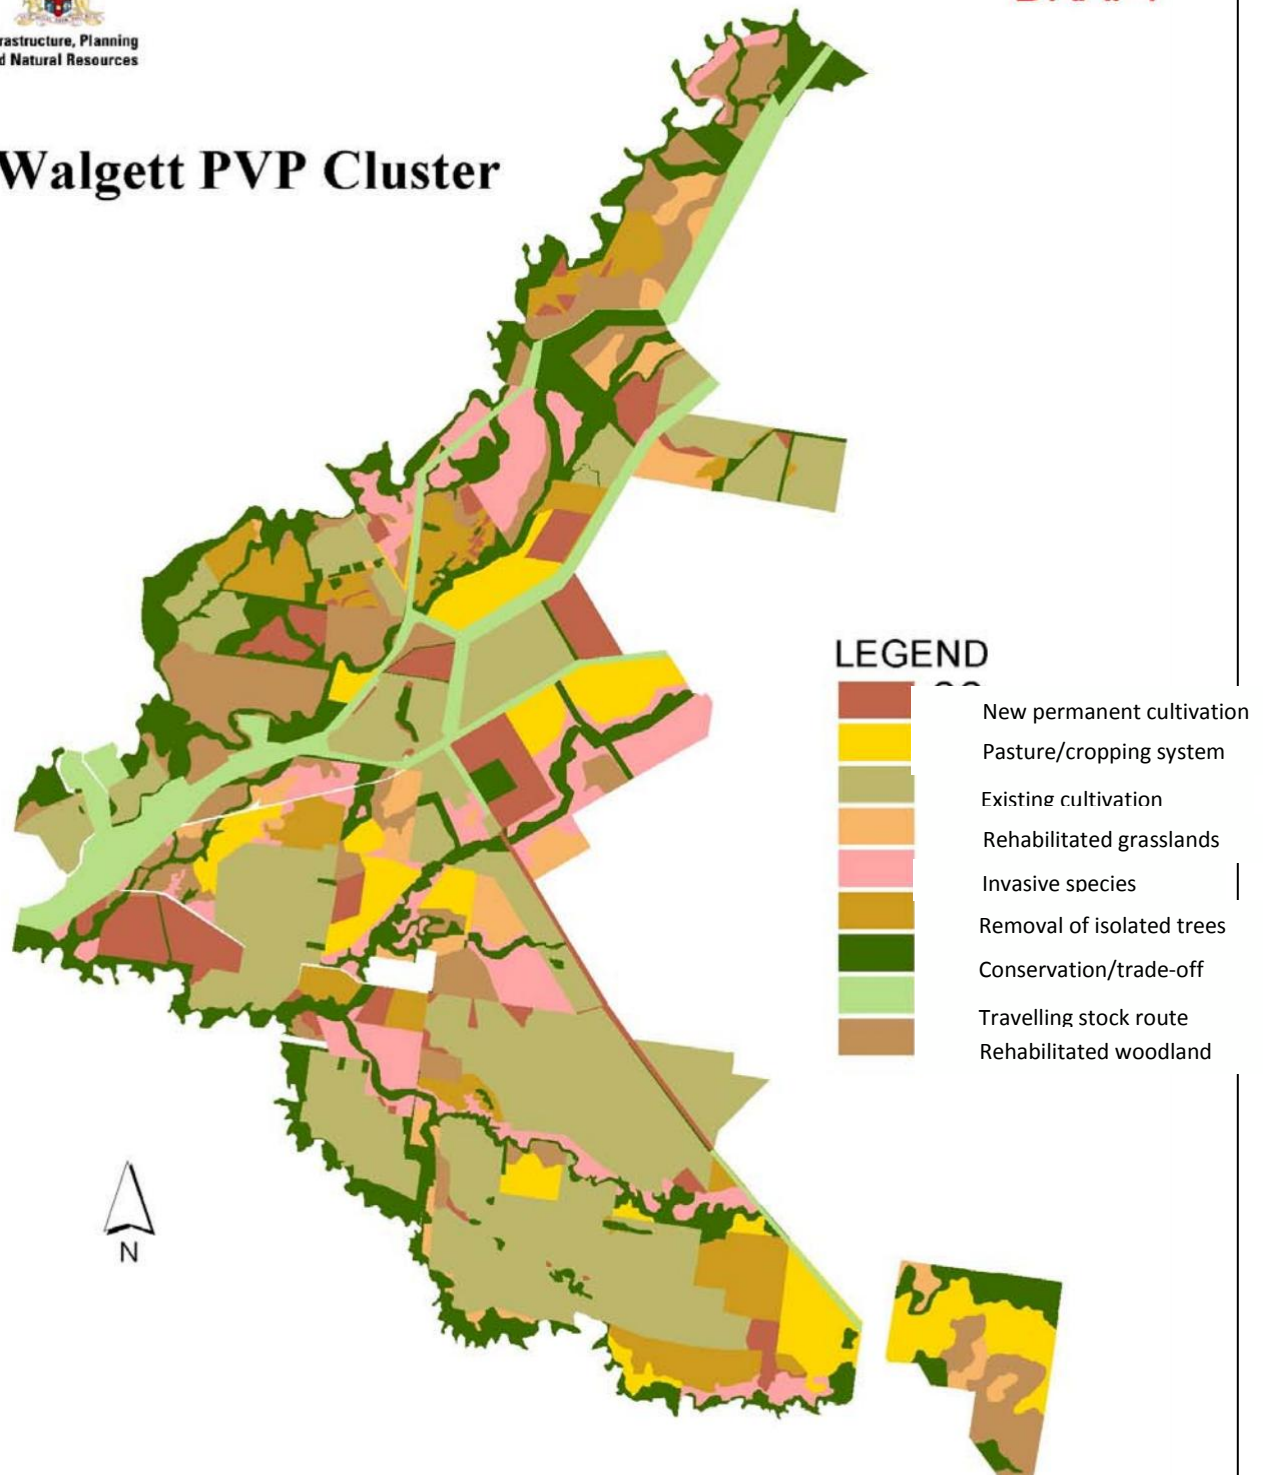 rastructure, Planning
d Natural Resources
Walgett PVP Cluster
LEGEND
New permanent cultivation
Pasture/cropping system
Existing cultivation
Rehabilitated grasslands
Invasive species
Removal of isolated trees
Conservation/trade-off
Travelling stock route
Rehabilitated woodland
N